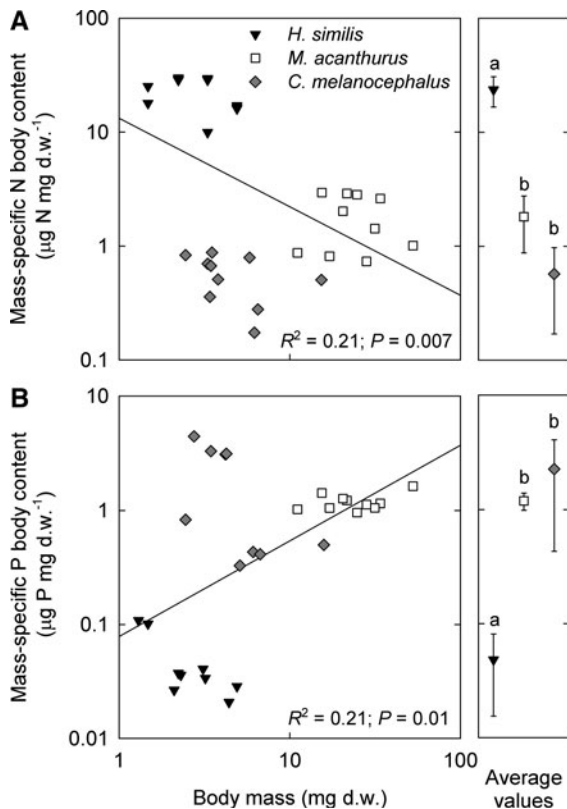 A
100
10
1
0.1
Mass-specific N body content
(µg N mg d.w.⁻¹)
H. similis
M. acanthurus
C. melanocephalus
R² = 0.21; P = 0.007
a
b
b
B
10
1
0.1
0.01
Mass-specific P body content
(µg P mg d.w.⁻¹)
R² = 0.21; P = 0.01
b
b
a
1
10
100
Body mass (mg d.w.)
Average
values